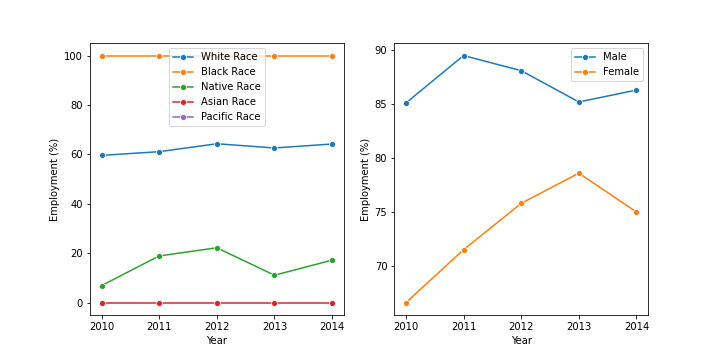 100
80
60
40
20
0
Employment (%)
2010 2011 2012 2013 2014
Year
White Race
Black Race
Native Race
Asian Race
Pacific Race
90
85
80
75
70
Employment (%)
2010 2011 2012 2013 2014
Year
Male
Female